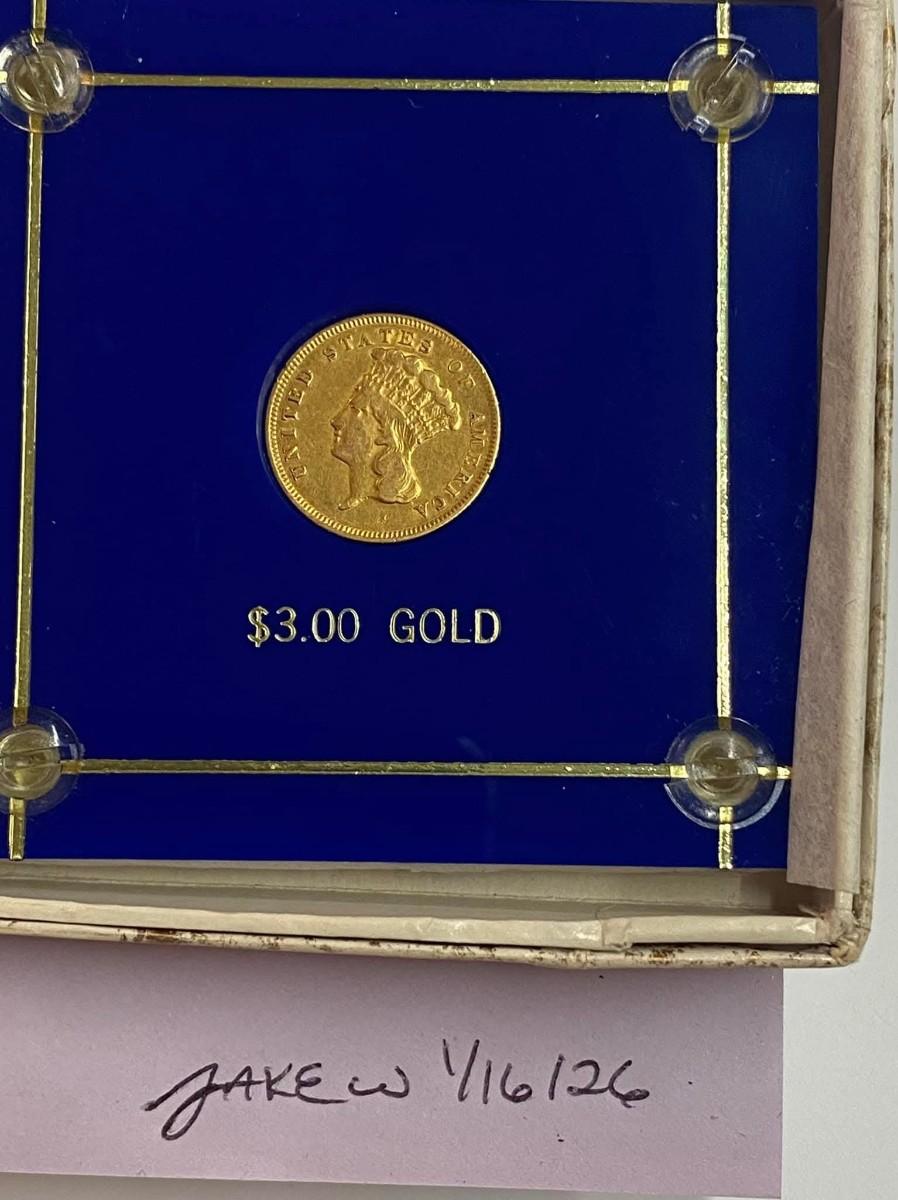 UNITED STATES OF AMERICA
$3.00 GOLD
JAKE W 1/16/26